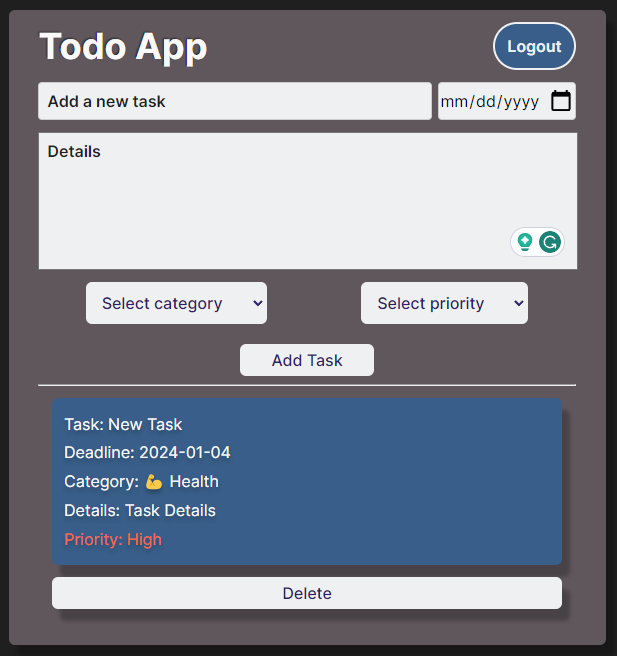 Todo App
Logout
Add a new task
mm/dd/yyyy
Details
Select category
Select priority
Add Task
Task: New Task
Deadline: 2024-01-04
Category: 💪 Health
Details: Task Details
Priority: High
Delete